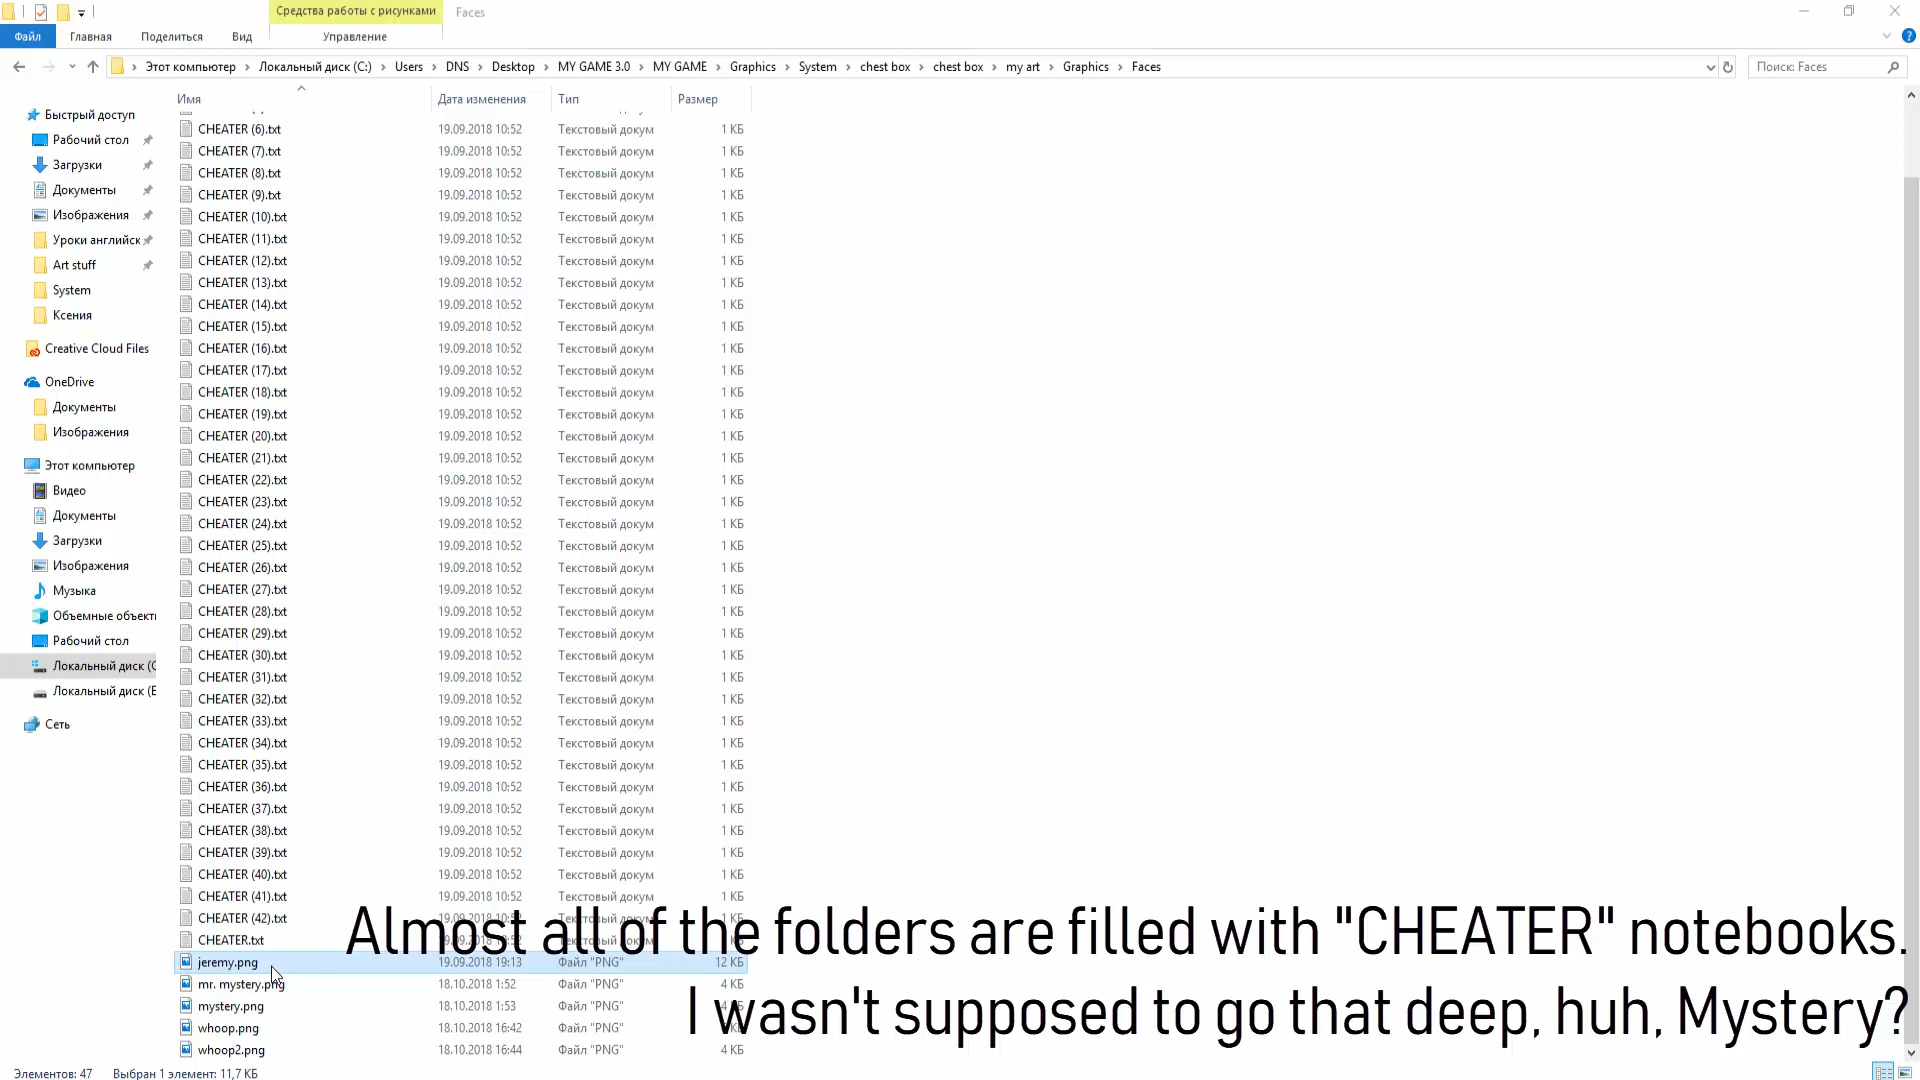 Средства работы с рисунками
Faces
Файл
Главная
Поделиться
Вид
Управление
Этот компьютер
Локальный диск (C:)
Users
DNS
Desktop
MY GAME 3.0
MY GAME
Graphics
System
chest box
chest box
my art
Graphics
Faces
Поиск: Faces
Имя
Дата изменения
Тип
Размер
Быстрый доступ
Рабочий стол
Загрузки
Документы
Изображения
Уроки английск
Art stuff
System
Ксения
Creative Cloud Files
OneDrive
Документы
Изображения
Этот компьютер
Видео
Документы
Загрузки
Изображения
Музыка
Объемные объект
Рабочий стол
Локальный диск (C
Локальный диск (E
Сеть
CHEATER (6).txt 19.09.2018 10:52 Текстовый докум 1 КБ
CHEATER (7).txt 19.09.2018 10:52 Текстовый докум 1 КБ
CHEATER (8).txt 19.09.2018 10:52 Текстовый докум 1 КБ
CHEATER (9).txt 19.09.2018 10:52 Текстовый докум 1 КБ
CHEATER (10).txt 19.09.2018 10:52 Текстовый докум 1 КБ
CHEATER (11).txt 19.09.2018 10:52 Текстовый докум 1 КБ
CHEATER (12).txt 19.09.2018 10:52 Текстовый докум 1 КБ
CHEATER (13).txt 19.09.2018 10:52 Текстовый докум 1 КБ
CHEATER (14).txt 19.09.2018 10:52 Текстовый докум 1 КБ
CHEATER (15).txt 19.09.2018 10:52 Текстовый докум 1 КБ
CHEATER (16).txt 19.09.2018 10:52 Текстовый докум 1 КБ
CHEATER (17).txt 19.09.2018 10:52 Текстовый докум 1 КБ
CHEATER (18).txt 19.09.2018 10:52 Текстовый докум 1 КБ
CHEATER (19).txt 19.09.2018 10:52 Текстовый докум 1 КБ
CHEATER (20).txt 19.09.2018 10:52 Текстовый докум 1 КБ
CHEATER (21).txt 19.09.2018 10:52 Текстовый докум 1 КБ
CHEATER (22).txt 19.09.2018 10:52 Текстовый докум 1 КБ
CHEATER (23).txt 19.09.2018 10:52 Текстовый докум 1 КБ
CHEATER (24).txt 19.09.2018 10:52 Текстовый докум 1 КБ
CHEATER (25).txt 19.09.2018 10:52 Текстовый докум 1 КБ
CHEATER (26).txt 19.09.2018 10:52 Текстовый докум 1 КБ
CHEATER (27).txt 19.09.2018 10:52 Текстовый докум 1 КБ
CHEATER (28).txt 19.09.2018 10:52 Текстовый докум 1 КБ
CHEATER (29).txt 19.09.2018 10:52 Текстовый докум 1 КБ
CHEATER (30).txt 19.09.2018 10:52 Текстовый докум 1 КБ
CHEATER (31).txt 19.09.2018 10:52 Текстовый докум 1 КБ
CHEATER (32).txt 19.09.2018 10:52 Текстовый докум 1 КБ
CHEATER (33).txt 19.09.2018 10:52 Текстовый докум 1 КБ
CHEATER (34).txt 19.09.2018 10:52 Текстовый докум 1 КБ
CHEATER (35).txt 19.09.2018 10:52 Текстовый докум 1 КБ
CHEATER (36).txt 19.09.2018 10:52 Текстовый докум 1 КБ
CHEATER (37).txt 19.09.2018 10:52 Текстовый докум 1 КБ
CHEATER (38).txt 19.09.2018 10:52 Текстовый докум 1 КБ
CHEATER (39).txt 19.09.2018 10:52 Текстовый докум 1 КБ
CHEATER (40).txt 19.09.2018 10:52 Текстовый докум 1 КБ
CHEATER (41).txt 19.09.2018 10:52 Текстовый докум 1 КБ
CHEATER (42).txt 19.09.2018 10:52 Текстовый докум 1 КБ
CHEATER.txt
jeremy.png 19.09.2018 19:13 Файл "PNG" 12 КБ
mr. mystery.png 18.10.2018 1:52 Файл "PNG" 4 КБ
mystery.png 18.10.2018 1:53 Файл "PNG" 4 КБ
whoop.png 18.10.2018 16:42 Файл "PNG" КБ
whoop2.png 18.10.2018 16:44 Файл "PNG" 4 КБ
Almost all of the folders are filled with "CHEATER" notebooks.
I wasn't supposed to go that deep, huh, Mystery?
Элементов: 47
Выбран 1 элемент: 11,7 КБ